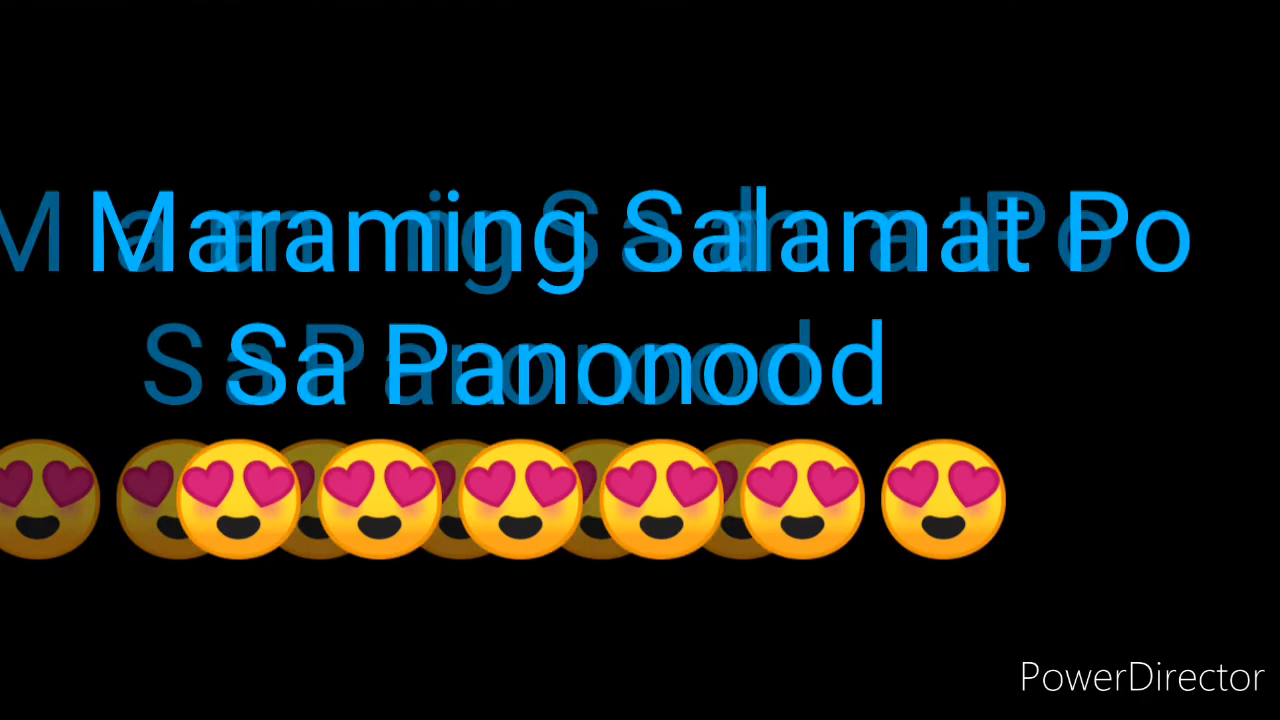 Maraming Salamat Po
Sa Panonood
😍😍😍😍😍😍
PowerDirector